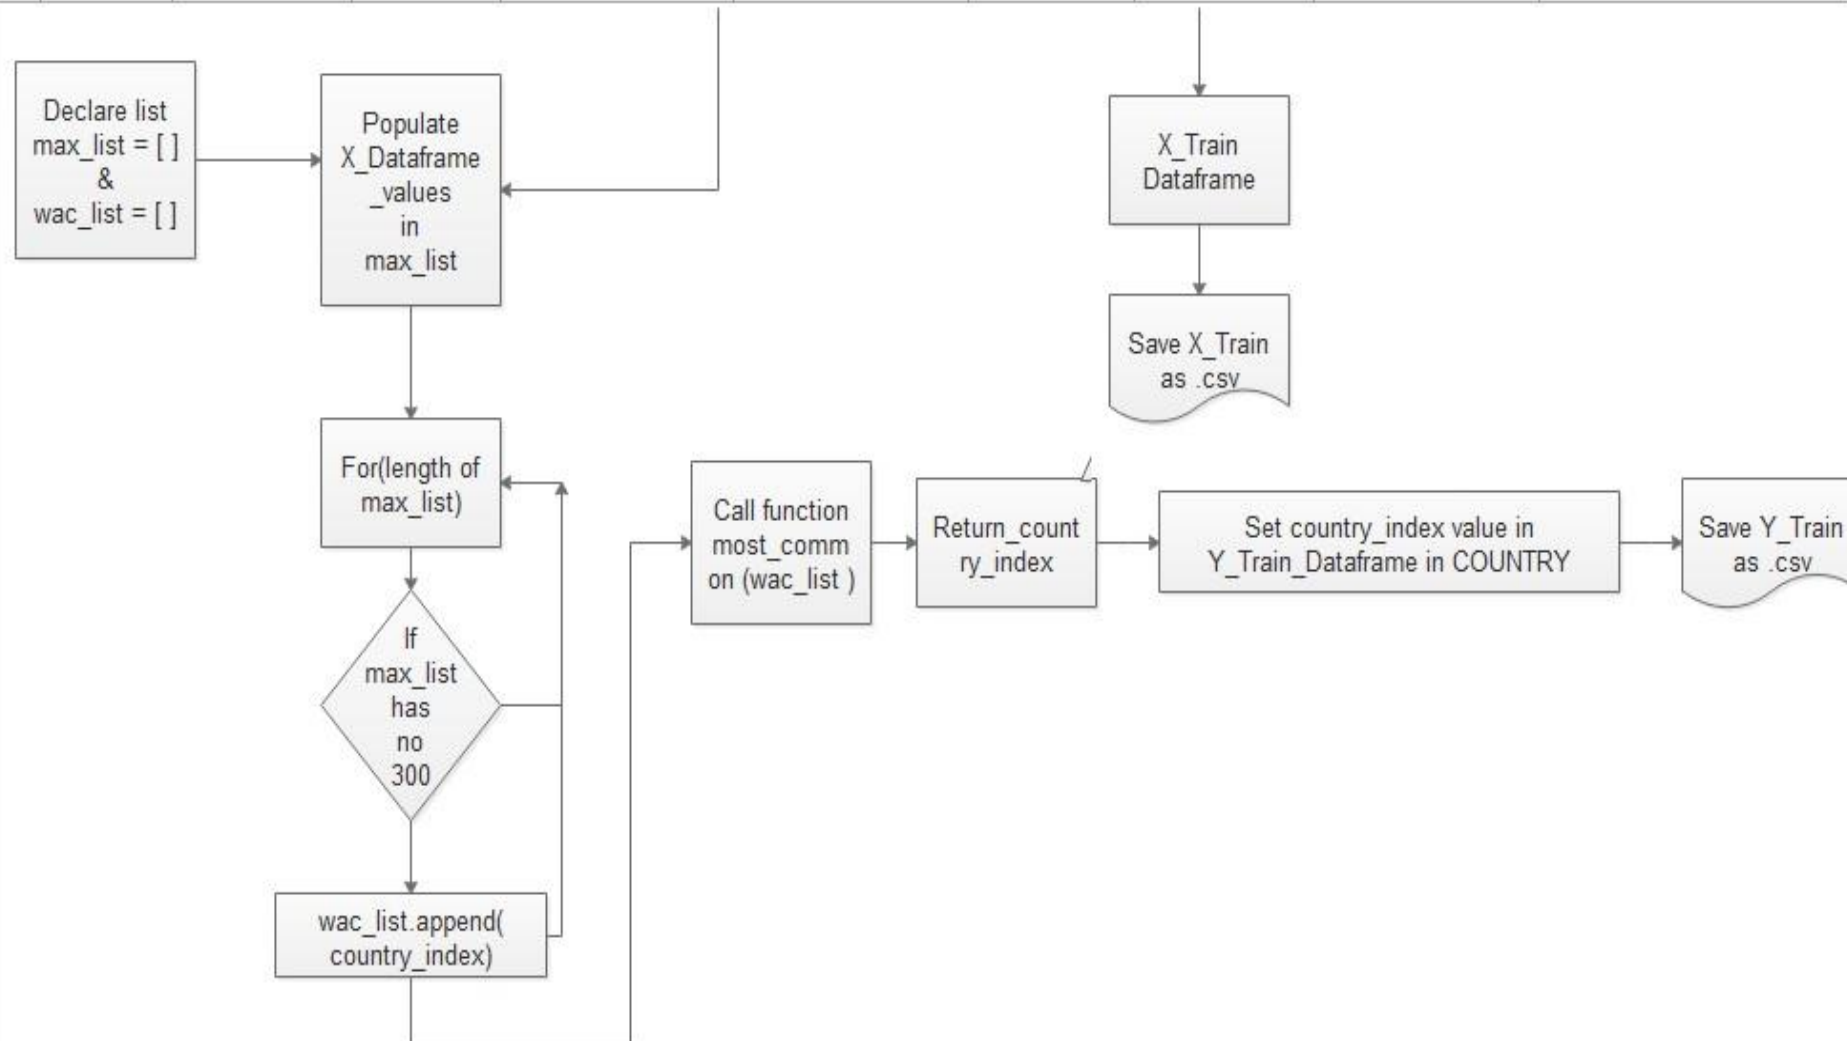 Declare list
max_list = [ ]
&
wac_list = [ ]
Populate
X_Dataframe
_values
in
max_list
X_Train
Dataframe
Save X_Train
as .csv
For(length of
max_list)
Call function
most_comm
on (wac_list )
Return_count
ry_index
Set country_index value in
Y_Train_Dataframe in COUNTRY
Save Y_Train
as .csv
If
max_list
has
no
300
wac_list.append(
country_index)